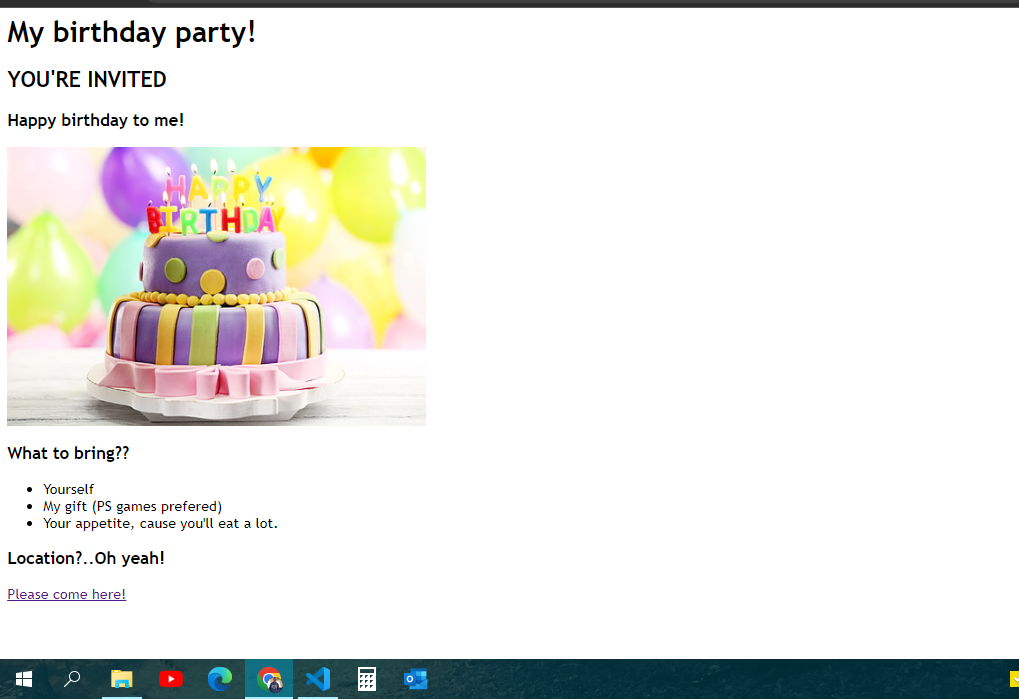 My birthday party!
YOU'RE INVITED
Happy birthday to me!
HAPPY
BIRTHDAY
What to bring??
Yourself
My gift (PS games prefered)
Your appetite, cause you'll eat a lot.
Location?..Oh yeah!
Please come here!